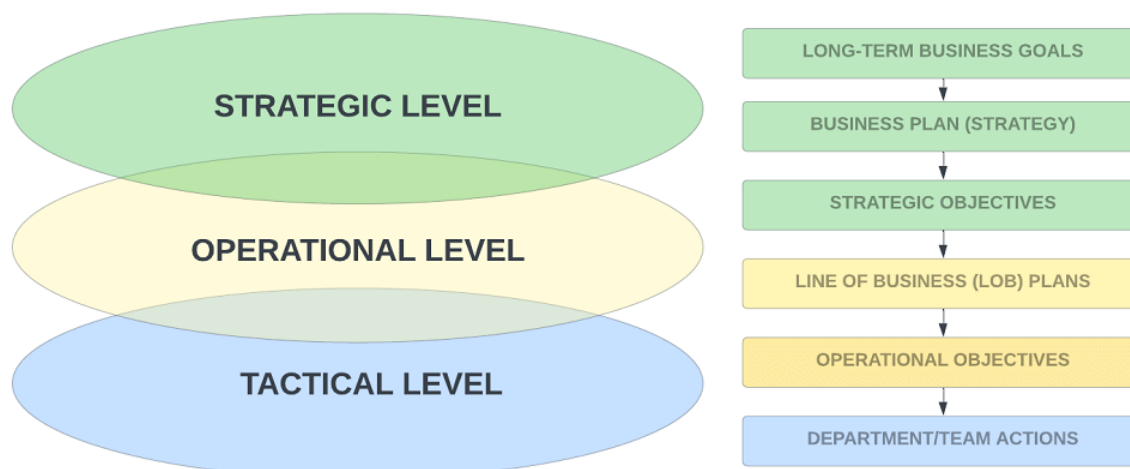 STRATEGIC LEVEL
OPERATIONAL LEVEL
TACTICAL LEVEL
LONG-TERM BUSINESS GOALS
BUSINESS PLAN (STRATEGY)
STRATEGIC OBJECTIVES
LINE OF BUSINESS (LOB) PLANS
OPERATIONAL OBJECTIVES
DEPARTMENT/TEAM ACTIONS